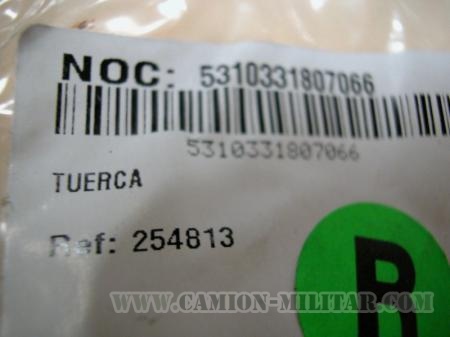 NOC: 5310331807066
5310331807066
TUERCA
Ref: 254813
R
WWW.CAMION-MILITAR.COM